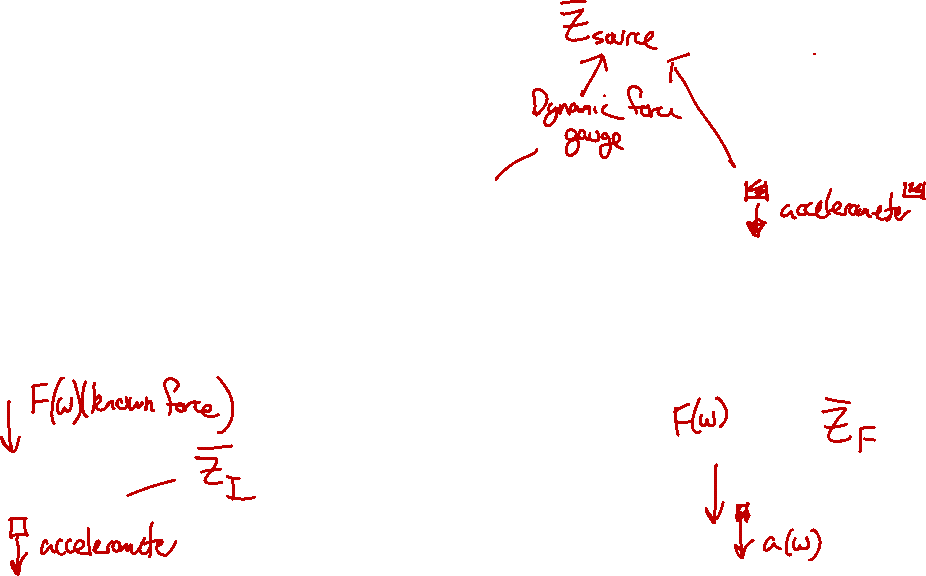 Z̅source
Dynamic force
gauge
accelerometer
F(ω)(known force)
F(ω)
Z̅F
Z̅I
accelerometer
a(ω)